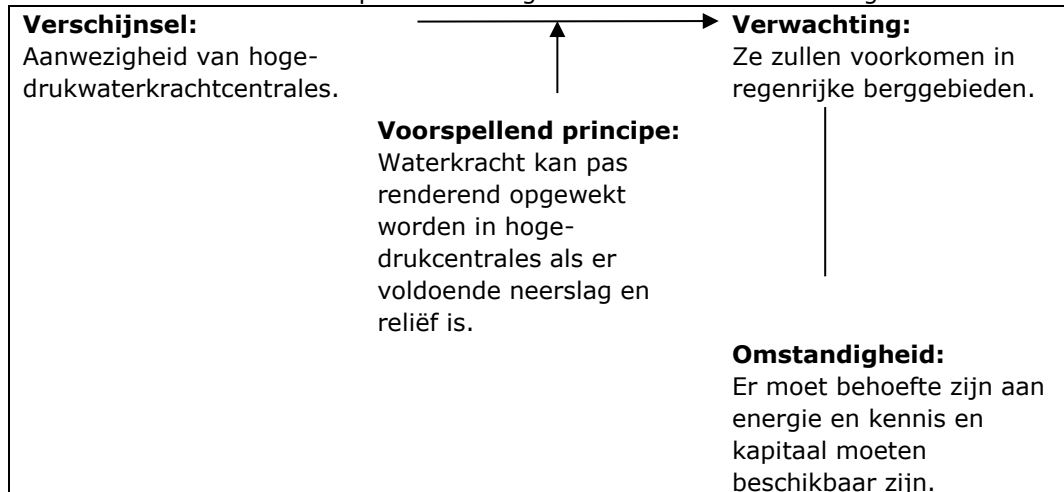 Verschijnsel:
Aanwezigheid van hoge-
drukwaterkrachtcentrales.
Verwachting:
Ze zullen voorkomen in
regenrijke berggebieden.
Voorspellend principe:
Waterkracht kan pas
renderend opgewekt
worden in hoge-
drukcentrales als er
voldoende neerslag en
reliëf is.
Omstandigheid:
Er moet behoefte zijn aan
energie en kennis en
kapitaal moeten
beschikbaar zijn.